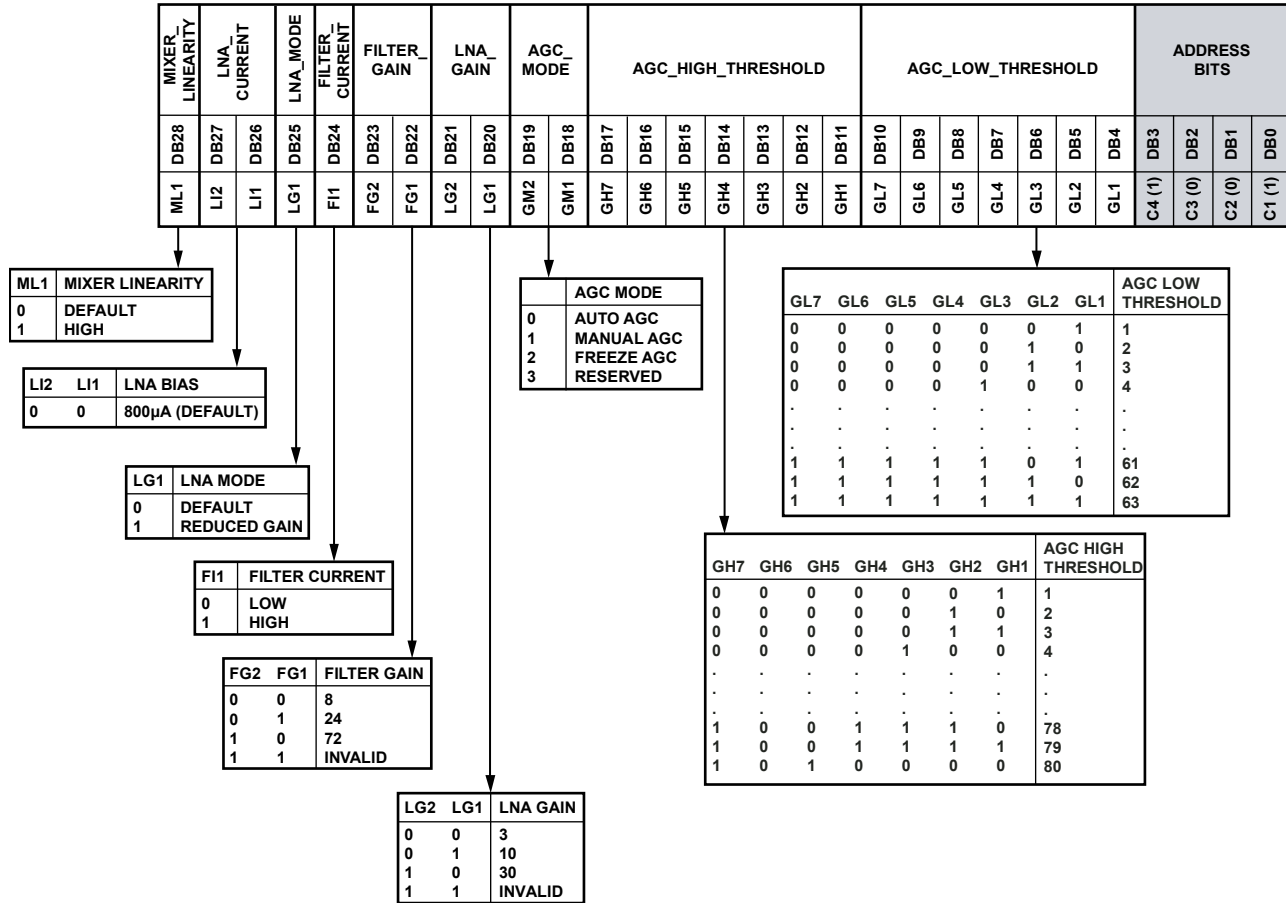 MIXER_
LINEARITY
LNA_
CURRENT
LNA_MODE
FILTER_
CURRENT
FILTER_
GAIN
LNA_
GAIN
AGC_
MODE
AGC_HIGH_THRESHOLD
AGC_LOW_THRESHOLD
ADDRESS
BITS
DB28 DB27 DB26 DB25 DB24 DB23 DB22 DB21 DB20 DB19 DB18 DB17 DB16 DB15 DB14 DB13 DB12 DB11 DB10 DB9 DB8 DB7 DB6 DB5 DB4 DB3 DB2 DB1 DB0
ML1 LI2 LI1 LG1 FI1 FG2 FG1 LG2 LG1 GM2 GM1 GH7 GH6 GH5 GH4 GH3 GH2 GH1 GL7 GL6 GL5 GL4 GL3 GL2 GL1 C4 (1) C3 (0) C2 (0) C1 (1)
ML1 MIXER LINEARITY
0 DEFAULT
1 HIGH
LI2 LI1 LNA BIAS
0 0 800µA (DEFAULT)
LG1 LNA MODE
0 DEFAULT
1 REDUCED GAIN
FI1 FILTER CURRENT
0 LOW
1 HIGH
FG2 FG1 FILTER GAIN
0 0 8
0 1 24
1 0 72
1 1 INVALID
LG2 LG1 LNA GAIN
0 0 3
0 1 10
1 0 30
1 1 INVALID
AGC MODE
0 AUTO AGC
1 MANUAL AGC
2 FREEZE AGC
3 RESERVED
GL7 GL6 GL5 GL4 GL3 GL2 GL1 AGC LOW
THRESHOLD
0 0 0 0 0 0 1 1
0 0 0 0 0 1 0 2
0 0 0 0 0 1 1 3
0 0 0 0 1 0 0 4
. . . . . . . .
. . . . . . . .
. . . . . . . .
1 1 1 1 1 0 1 61
1 1 1 1 1 1 0 62
1 1 1 1 1 1 1 63
GH7 GH6 GH5 GH4 GH3 GH2 GH1 AGC HIGH
THRESHOLD
0 0 0 0 0 0 1 1
0 0 0 0 0 1 0 2
0 0 0 0 0 1 1 3
0 0 0 0 1 0 0 4
. . . . . . . .
. . . . . . . .
. . . . . . . .
1 0 0 1 1 1 0 78
1 0 0 1 1 1 1 79
1 0 1 0 0 0 0 80